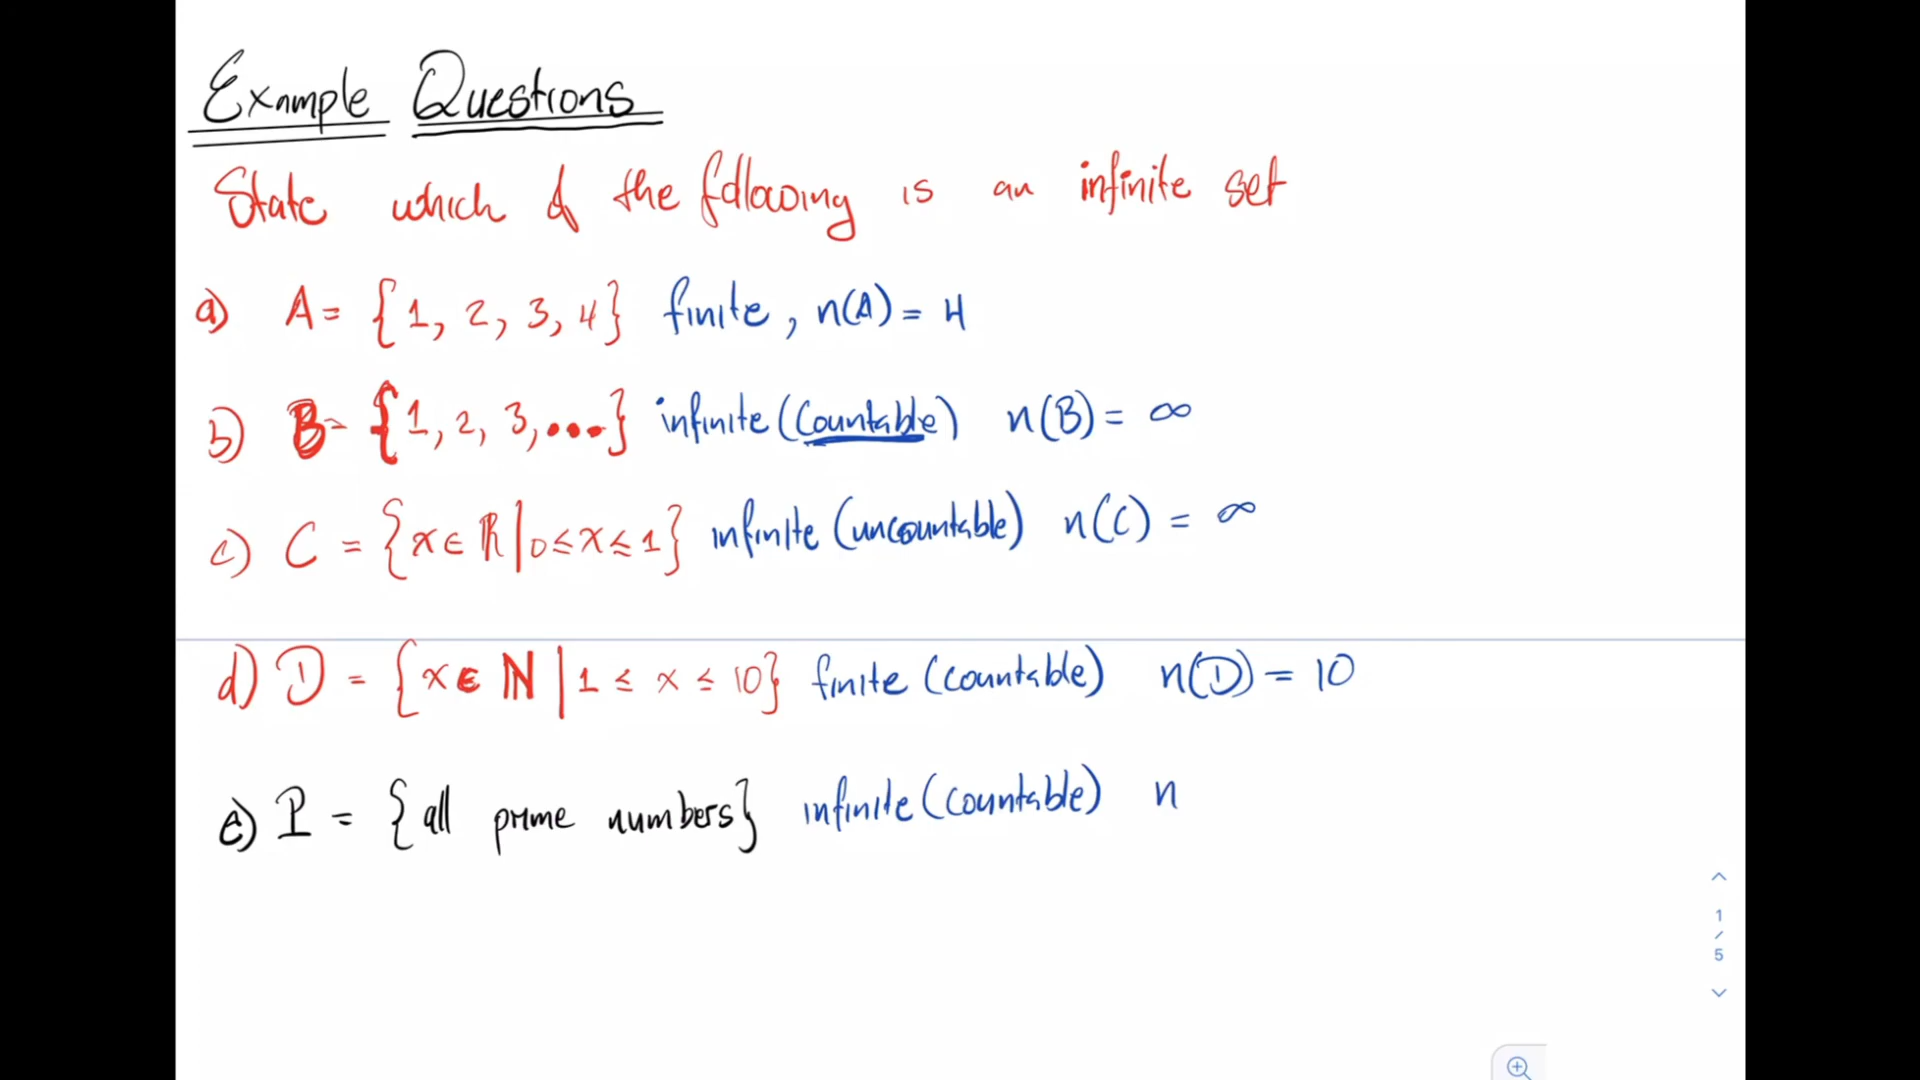 Example Questions
State which of the following is an infinite set
a) A = {1, 2, 3, 4} finite, n(A) = 4
b) B = {1, 2, 3, ...} infinite (Countable) n(B) = ∞
c) C = {x ∈ ℝ | 0 ≤ x ≤ 1} infinite (uncountable) n(C) = ∞
d) D = {x ∈ ℕ | 1 ≤ x ≤ 10} finite (countable) n(D) = 10
e) P = {all prime numbers} infinite (countable) n
1
/
5